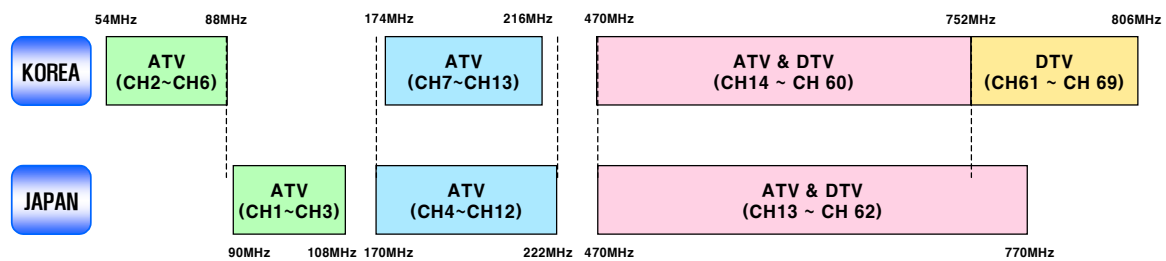 54MHz 88MHz 174MHz 216MHz 470MHz 752MHz 806MHz
KOREA
ATV
(CH2~CH6)
ATV
(CH7~CH13)
ATV & DTV
(CH14 ~ CH 60)
DTV
(CH61 ~ CH 69)
JAPAN
ATV
(CH1~CH3)
ATV
(CH4~CH12)
ATV & DTV
(CH13 ~ CH 62)
90MHz 108MHz 170MHz 222MHz 470MHz 770MHz